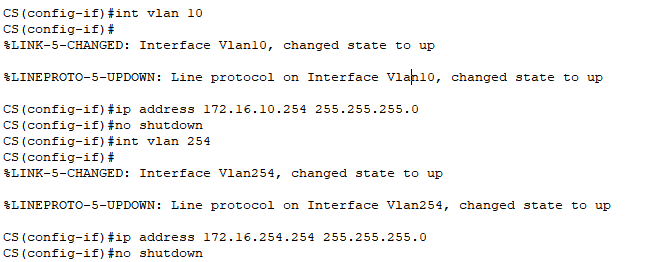 CS(config-if)#int vlan 10
CS(config-if)#
%LINK-5-CHANGED: Interface Vlan10, changed state to up
%LINEPROTO-5-UPDOWN: Line protocol on Interface Vlan10, changed state to up
CS(config-if)#ip address 172.16.10.254 255.255.255.0
CS(config-if)#no shutdown
CS(config-if)#int vlan 254
CS(config-if)#
%LINK-5-CHANGED: Interface Vlan254, changed state to up
%LINEPROTO-5-UPDOWN: Line protocol on Interface Vlan254, changed state to up
CS(config-if)#ip address 172.16.254.254 255.255.255.0
CS(config-if)#no shutdown